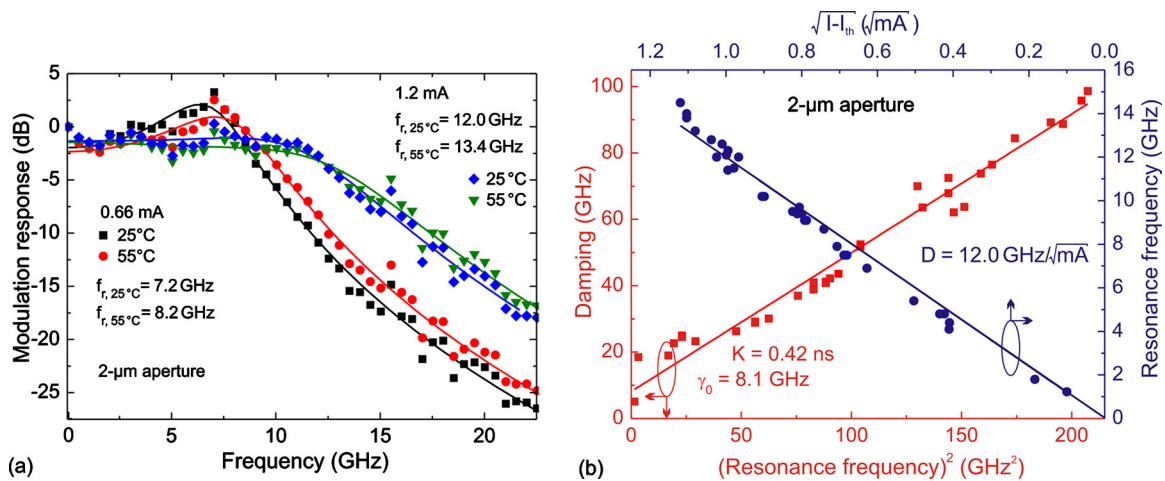 5
0
-5
-10
-15
-20
-25
Modulation response (dB)
1.2 mA
f_r,25°C = 12.0 GHz
f_r,55°C = 13.4 GHz
25°C
55°C
0.66 mA
25°C
55°C
f_r,25°C = 7.2 GHz
f_r,55°C = 8.2 GHz
2-µm aperture
0 5 10 15 20
Frequency (GHz)
(a)
√I-I_th (√mA)
1.2 1.0 0.8 0.6 0.4 0.2 0.0
100
80
60
40
20
0
Damping (GHz)
2-µm aperture
D = 12.0 GHz/√mA
K = 0.42 ns
γ₀ = 8.1 GHz
16
14
12
10
8
6
4
2
0
Resonance frequency (GHz)
0 50 100 150 200
(Resonance frequency)² (GHz²)
(b)